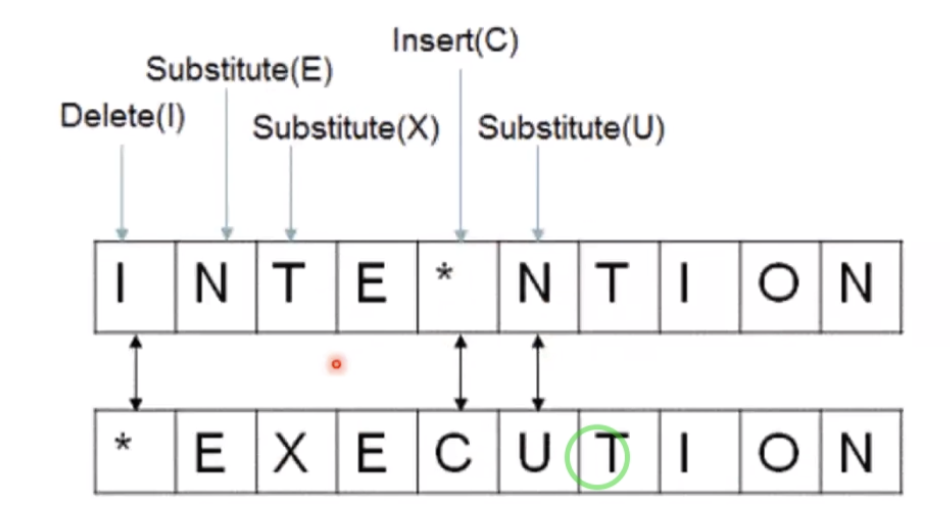 Insert(C)
Substitute(E)
Delete(I)
Substitute(X) Substitute(U)
I N T E * N T I O N
* E X E C U T I O N